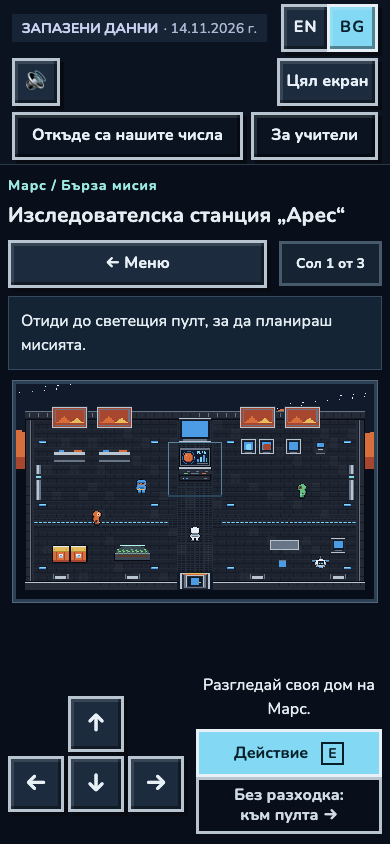 ЗАПАЗЕНИ ДАННИ · 14.11.2026 г.
EN BG
Цял екран
Откъде са нашите числа
За учители
Марс / Бърза мисия
Изследователска станция „Арес“
← Меню
Сол 1 от 3
Отиди до светещия пулт, за да планираш
мисията.
Разгледай своя дом на
Марс.
↑
← ↓ →
Действие E
Без разходка:
към пулта →